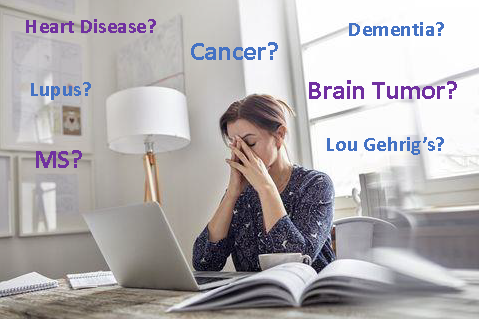 Heart Disease?
Dementia?
Cancer?
Lupus?
Brain Tumor?
Lou Gehrig's?
MS?